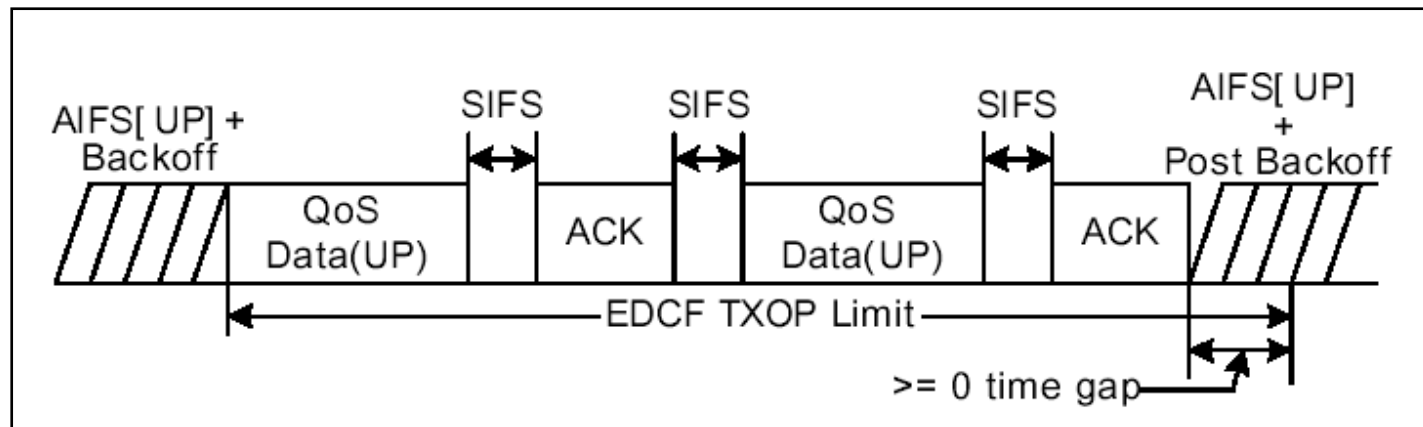 AIFS[ UP] +
Backoff
SIFS
SIFS
SIFS
AIFS[ UP]
+
Post Backoff
QoS
Data(UP)
ACK
QoS
Data(UP)
ACK
EDCF TXOP Limit
>= 0 time gap